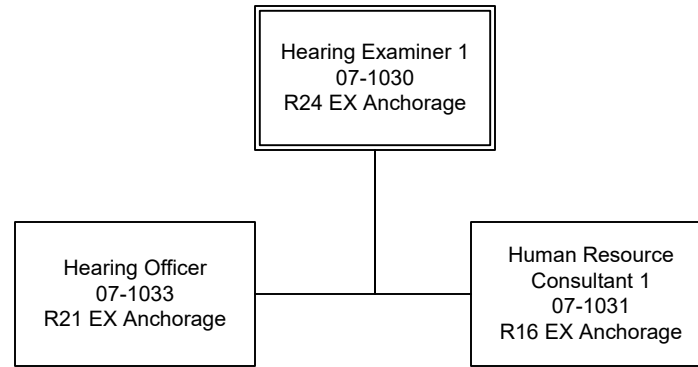 Hearing Examiner 1
07-1030
R24 EX Anchorage
Hearing Officer
07-1033
R21 EX Anchorage
Human Resource
Consultant 1
07-1031
R16 EX Anchorage